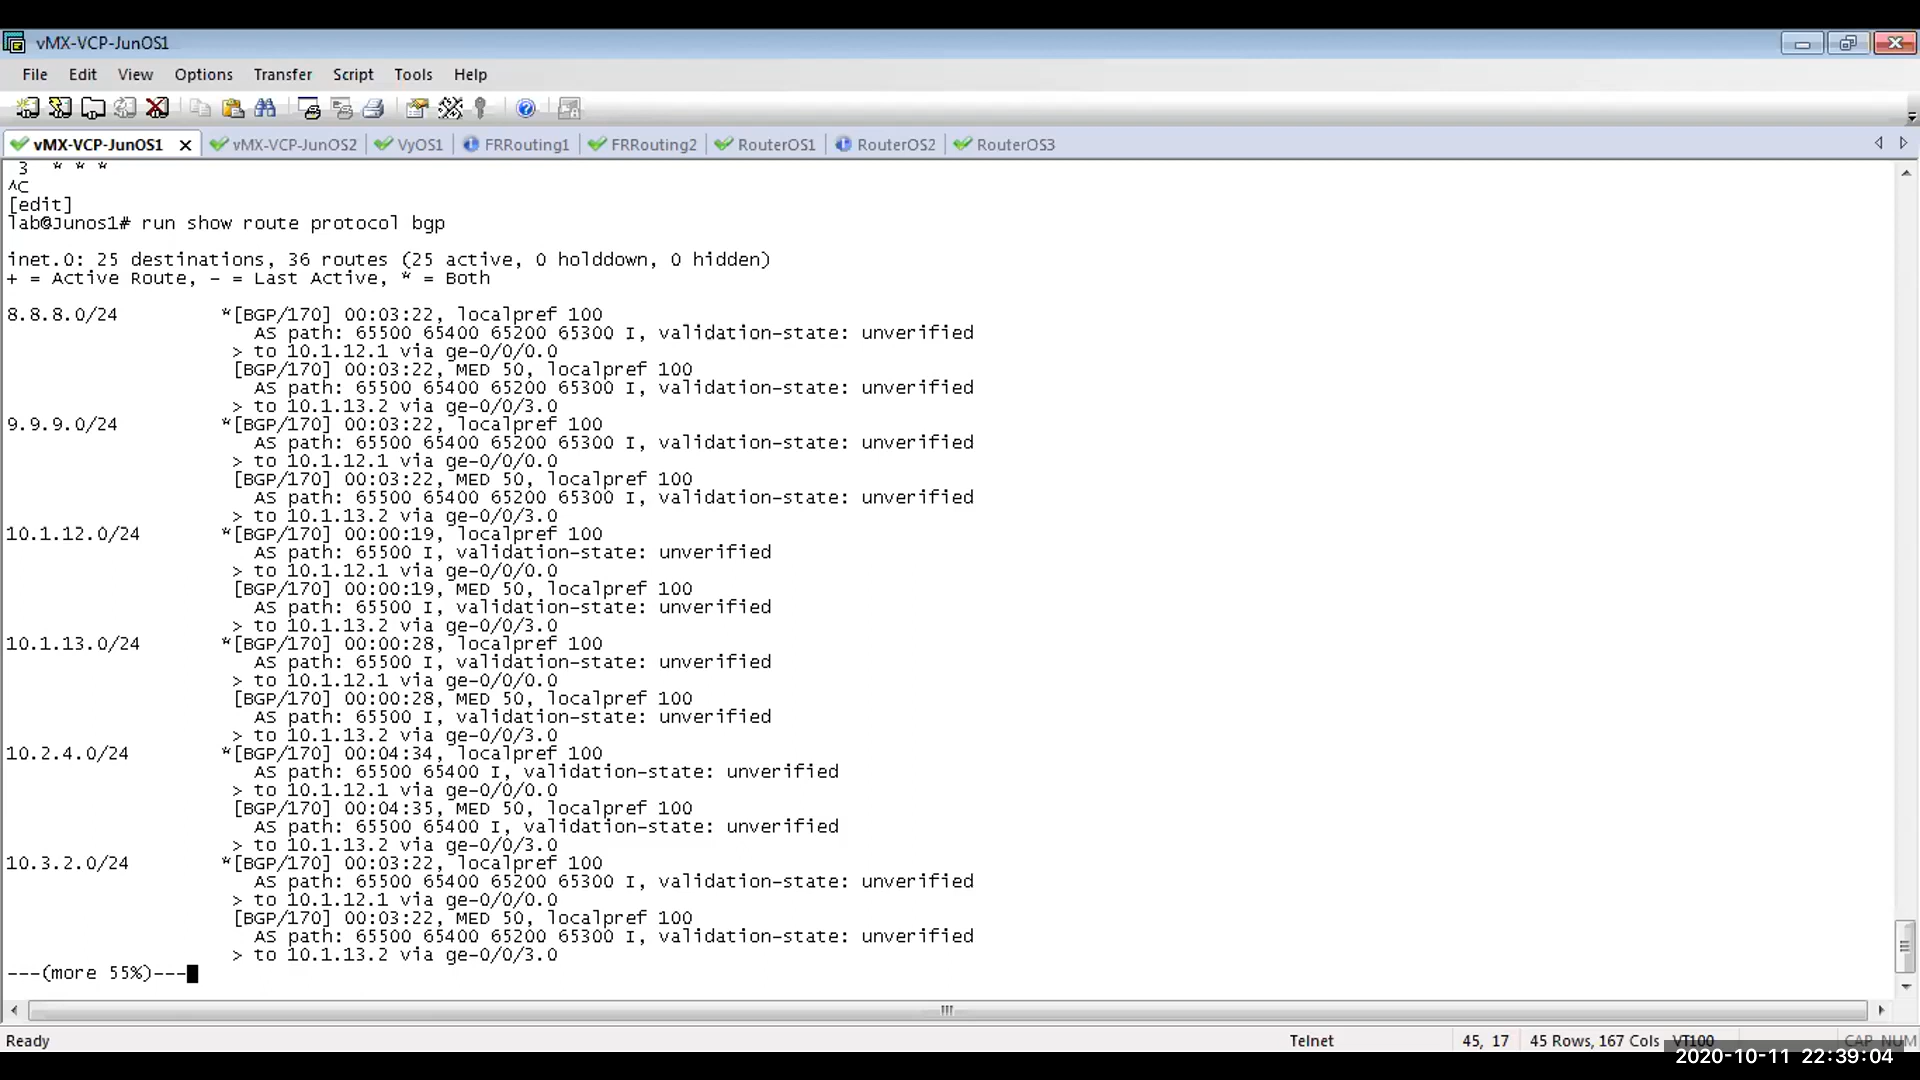 vMX-VCP-JunOS1
File Edit View Options Transfer Script Tools Help
vMX-VCP-JunOS1 vMX-VCP-JunOS2 VyOS1 FRRouting1 FRRouting2 RouterOS1 RouterOS2 RouterOS3
3 * * *
^C
[edit]
lab@Junos1# run show route protocol bgp
inet.0: 25 destinations, 36 routes (25 active, 0 holddown, 0 hidden)
+ = Active Route, - = Last Active, * = Both
8.8.8.0/24 *[BGP/170] 00:03:22, localpref 100
AS path: 65500 65400 65200 65300 I, validation-state: unverified
> to 10.1.12.1 via ge-0/0/0.0
[BGP/170] 00:03:22, MED 50, localpref 100
AS path: 65500 65400 65200 65300 I, validation-state: unverified
> to 10.1.13.2 via ge-0/0/3.0
9.9.9.0/24 *[BGP/170] 00:03:22, localpref 100
AS path: 65500 65400 65200 65300 I, validation-state: unverified
> to 10.1.12.1 via ge-0/0/0.0
[BGP/170] 00:03:22, MED 50, localpref 100
AS path: 65500 65400 65200 65300 I, validation-state: unverified
> to 10.1.13.2 via ge-0/0/3.0
10.1.12.0/24 *[BGP/170] 00:00:19, localpref 100
AS path: 65500 I, validation-state: unverified
> to 10.1.12.1 via ge-0/0/0.0
[BGP/170] 00:00:19, MED 50, localpref 100
AS path: 65500 I, validation-state: unverified
> to 10.1.13.2 via ge-0/0/3.0
10.1.13.0/24 *[BGP/170] 00:00:28, localpref 100
AS path: 65500 I, validation-state: unverified
> to 10.1.12.1 via ge-0/0/0.0
[BGP/170] 00:00:28, MED 50, localpref 100
AS path: 65500 I, validation-state: unverified
> to 10.1.13.2 via ge-0/0/3.0
10.2.4.0/24 *[BGP/170] 00:04:34, localpref 100
AS path: 65500 65400 I, validation-state: unverified
> to 10.1.12.1 via ge-0/0/0.0
[BGP/170] 00:04:35, MED 50, localpref 100
AS path: 65500 65400 I, validation-state: unverified
> to 10.1.13.2 via ge-0/0/3.0
10.3.2.0/24 *[BGP/170] 00:03:22, localpref 100
AS path: 65500 65400 65200 65300 I, validation-state: unverified
> to 10.1.12.1 via ge-0/0/0.0
[BGP/170] 00:03:22, MED 50, localpref 100
AS path: 65500 65400 65200 65300 I, validation-state: unverified
> to 10.1.13.2 via ge-0/0/3.0
---(more 55%)---
Ready Telnet 45, 17 45 Rows, 167 Cols VT100 CAP NUM
2020-10-11 22:39:04